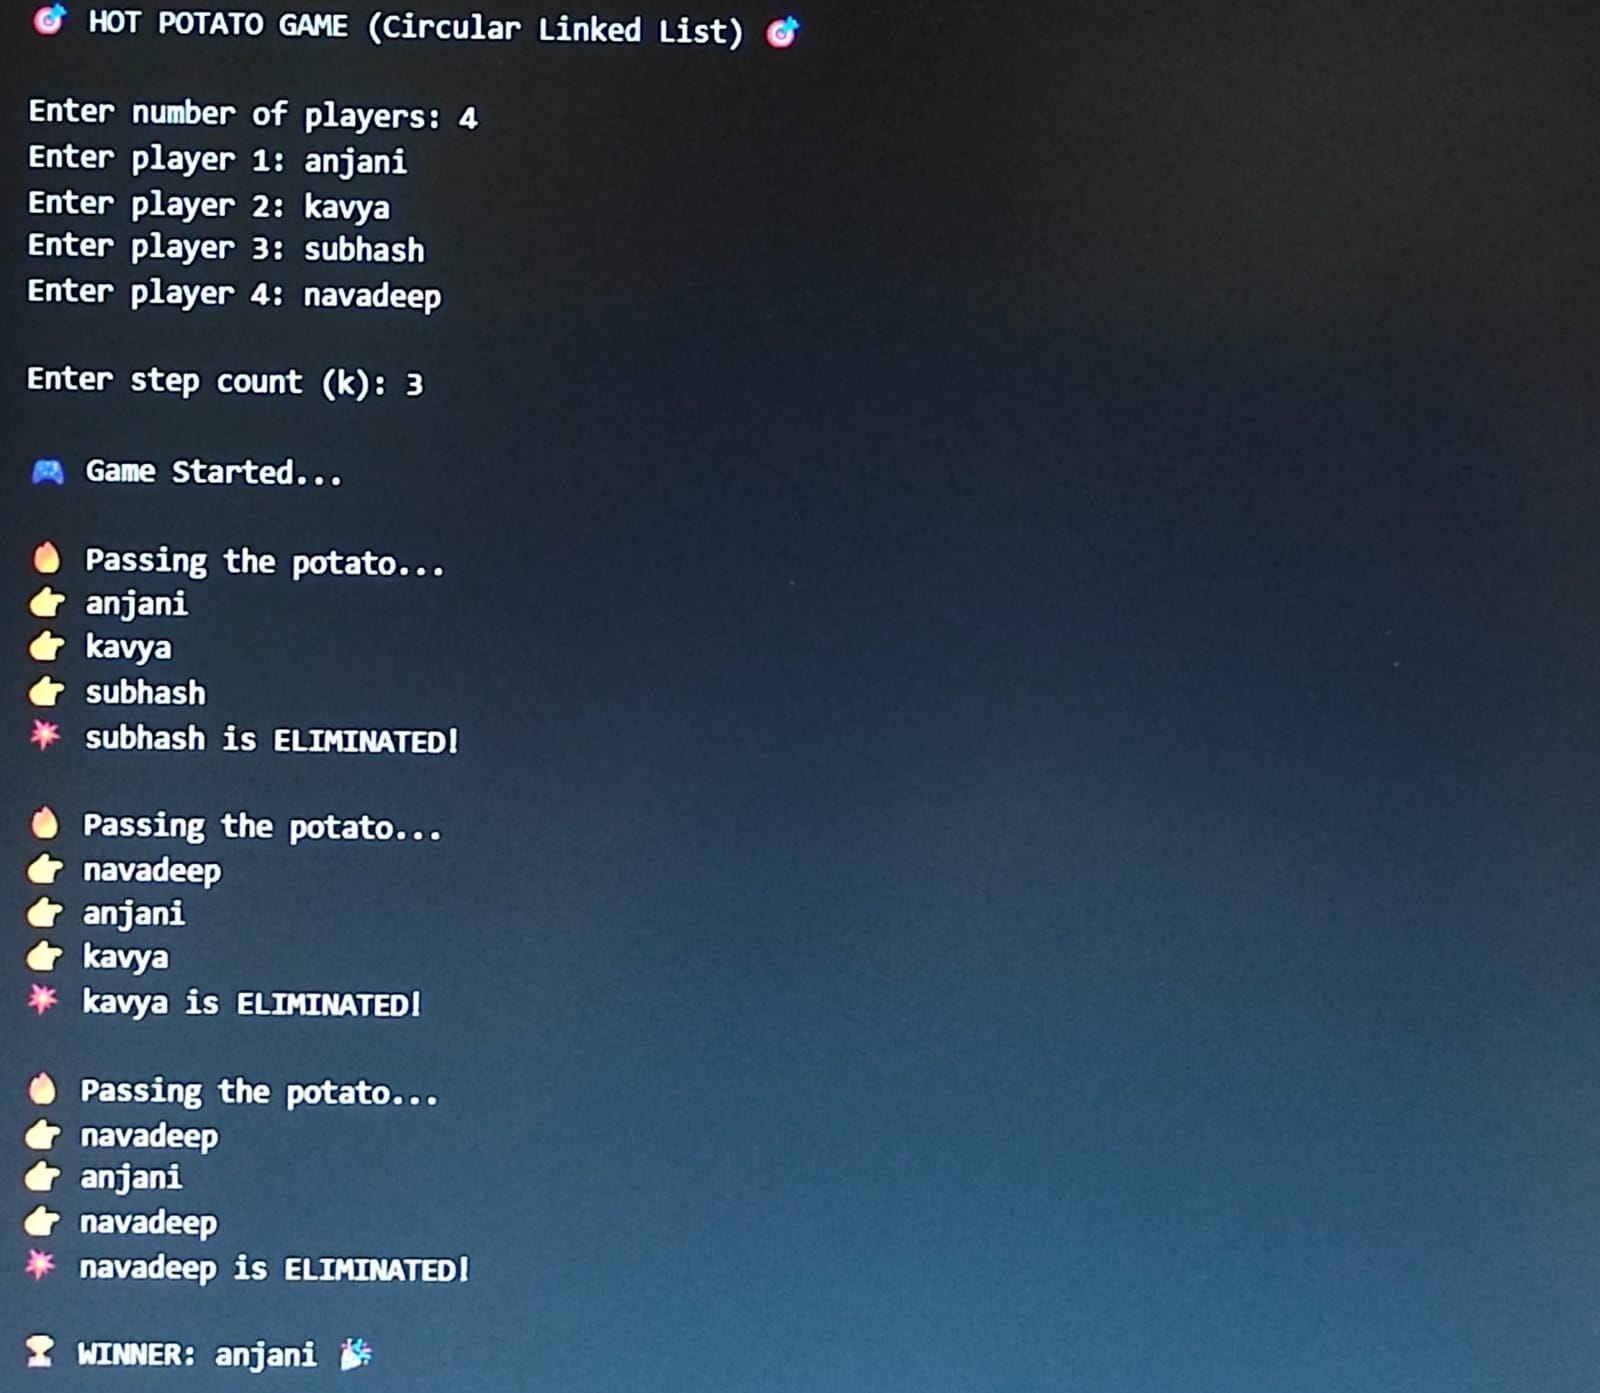 🎯 HOT POTATO GAME (Circular Linked List) 🎯
Enter number of players: 4
Enter player 1: anjani
Enter player 2: kavya
Enter player 3: subhash
Enter player 4: navadeep
Enter step count (k): 3
🎮 Game Started...
🔥 Passing the potato...
👉 anjani
👉 kavya
👉 subhash
💥 subhash is ELIMINATED!
🔥 Passing the potato...
👉 navadeep
👉 anjani
👉 kavya
💥 kavya is ELIMINATED!
🔥 Passing the potato...
👉 navadeep
👉 anjani
👉 navadeep
💥 navadeep is ELIMINATED!
🏆 WINNER: anjani 🎉